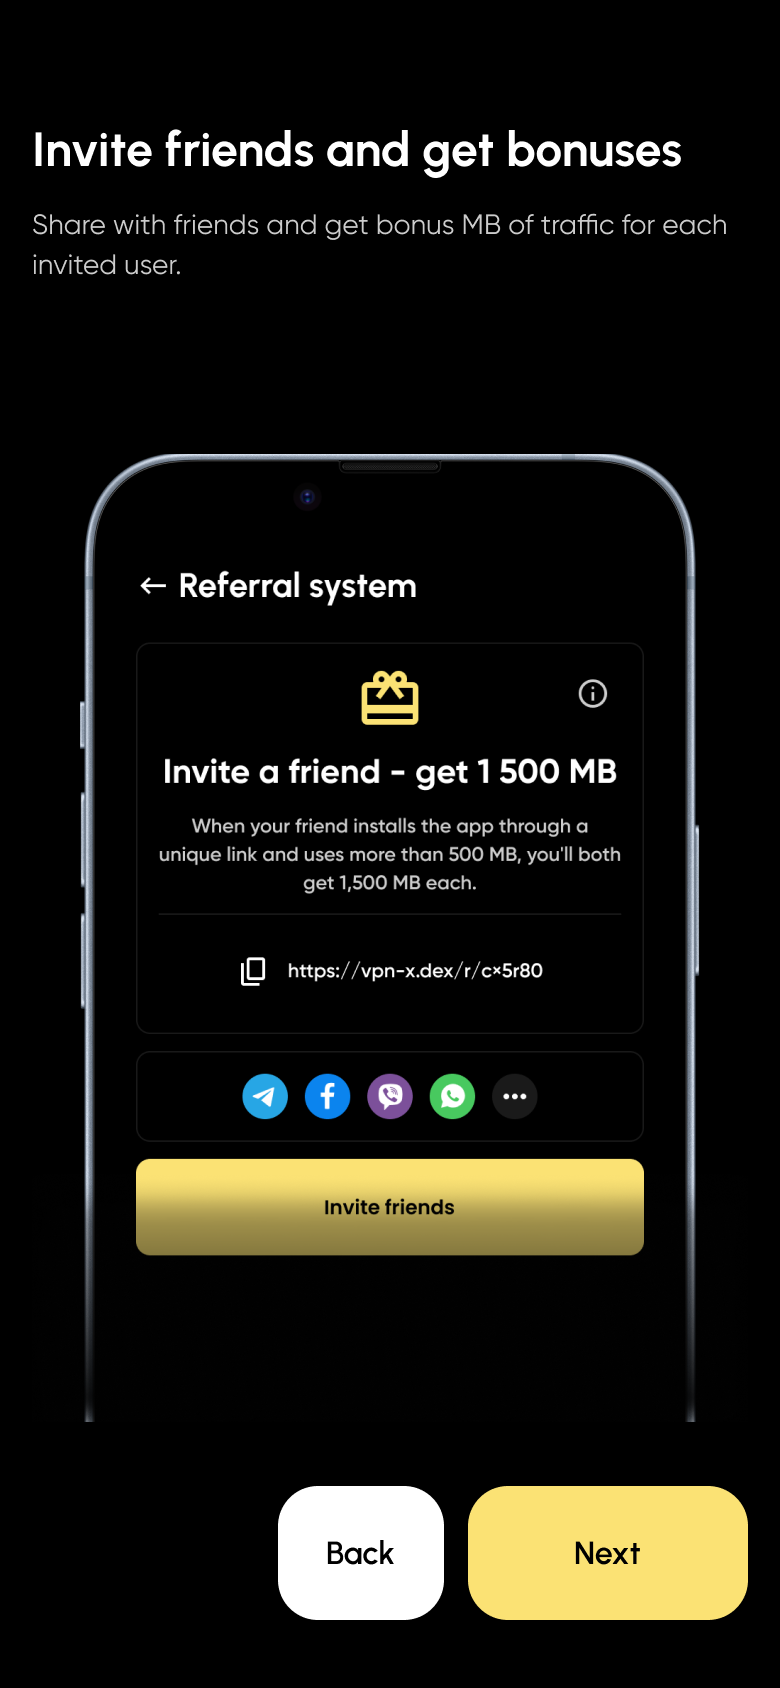 Invite friends and get bonuses
Share with friends and get bonus MB of traffic for each
invited user.
← Referral system
Invite a friend - get 1 500 MB
When your friend installs the app through a
unique link and uses more than 500 MB, you'll both
get 1,500 MB each.
https://vpn-x.dex/r/c×5r80
Invite friends
Back
Next